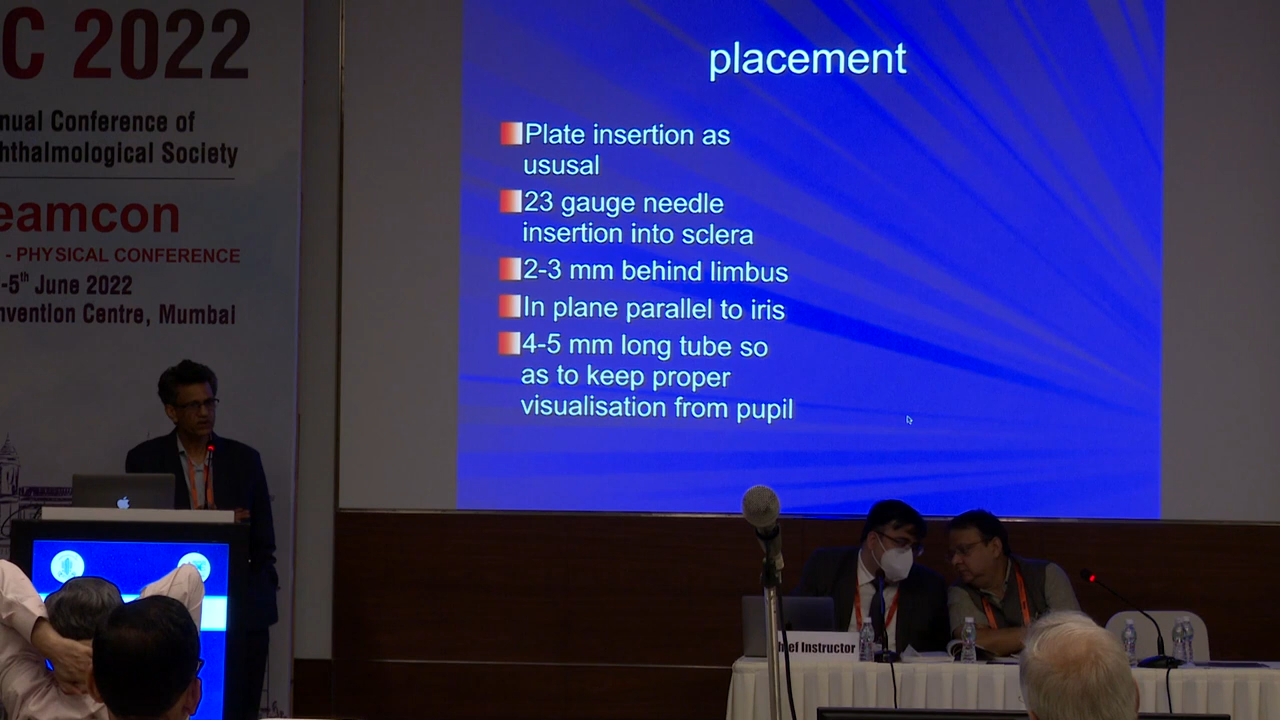 C 2022
nual Conference of
hthalmological Society
eamcon
- PHYSICAL CONFERENCE
-5th June 2022
nvention Centre, Mumbai
placement
Plate insertion as
ususal
23 gauge needle
insertion into sclera
2-3 mm behind limbus
In plane parallel to iris
4-5 mm long tube so
as to keep proper
visualisation from pupil
hief Instructor